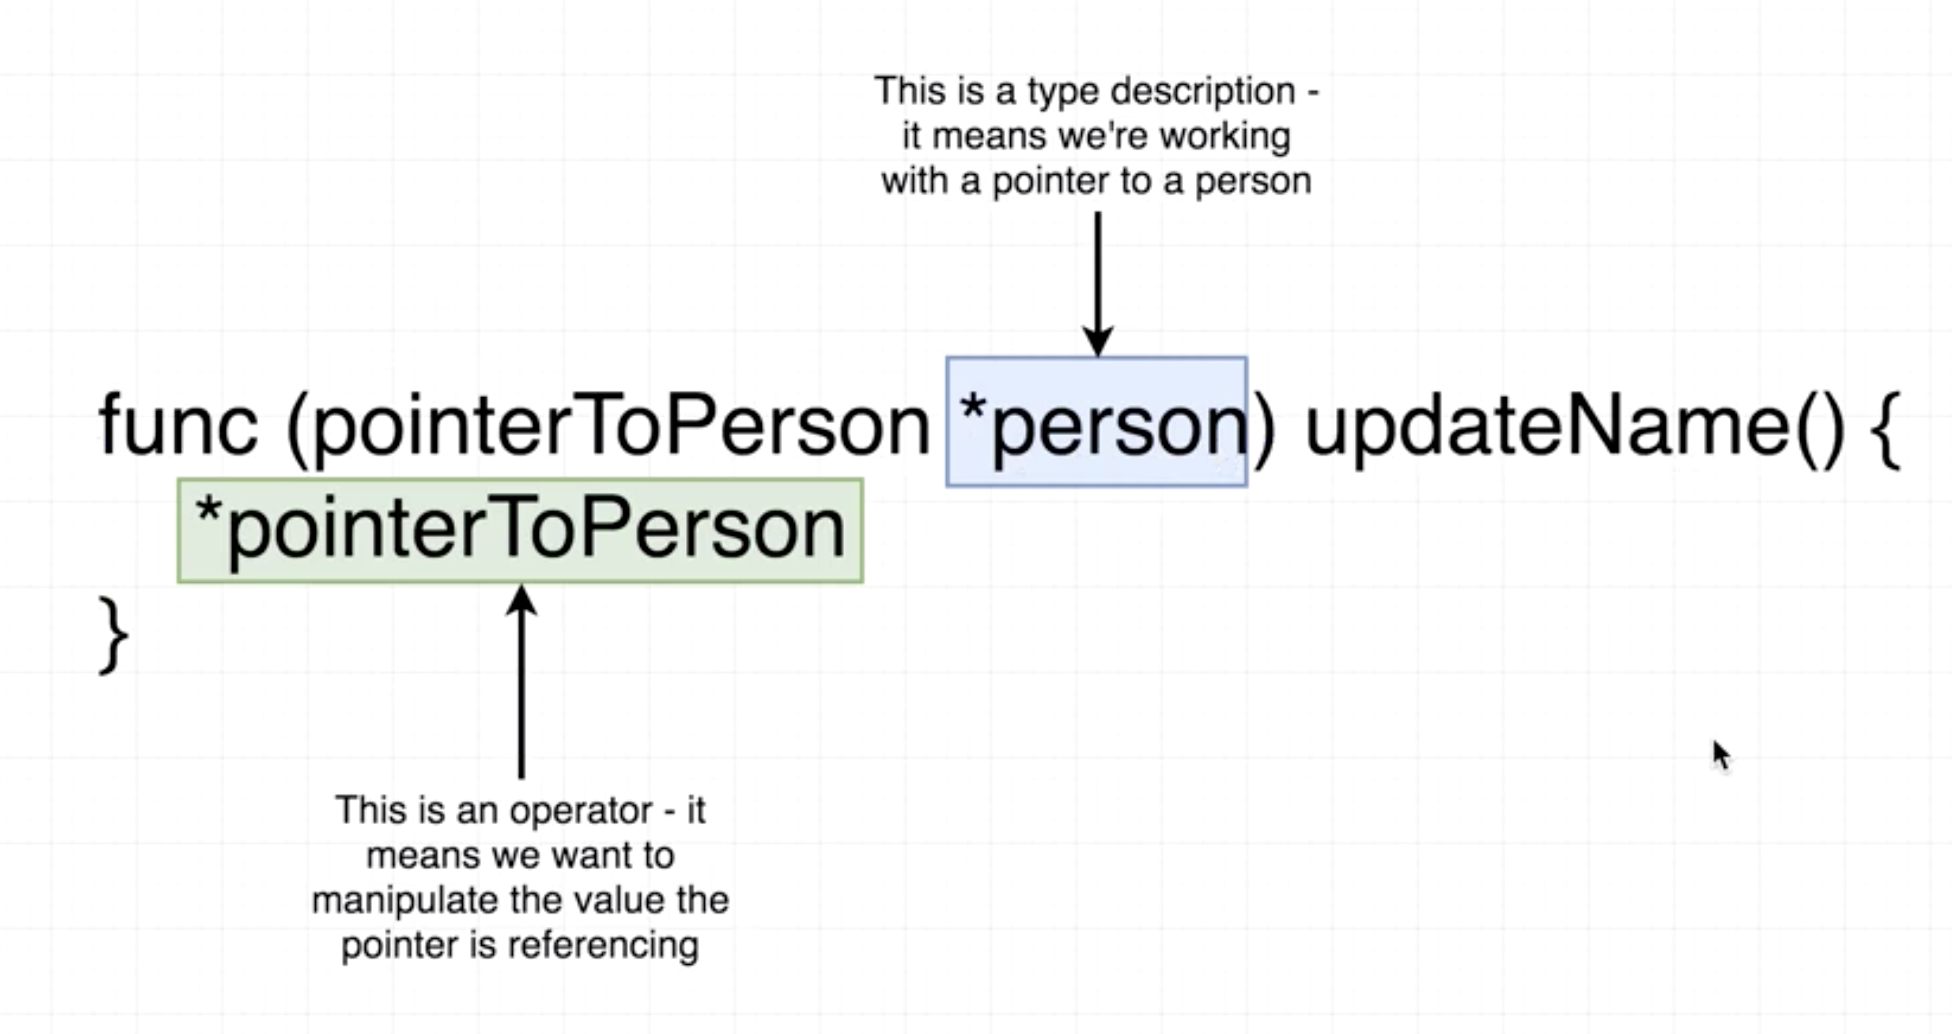 This is a type description -
it means we're working
with a pointer to a person
func (pointerToPerson *person) updateName() {
*pointerToPerson
}
This is an operator - it
means we want to
manipulate the value the
pointer is referencing